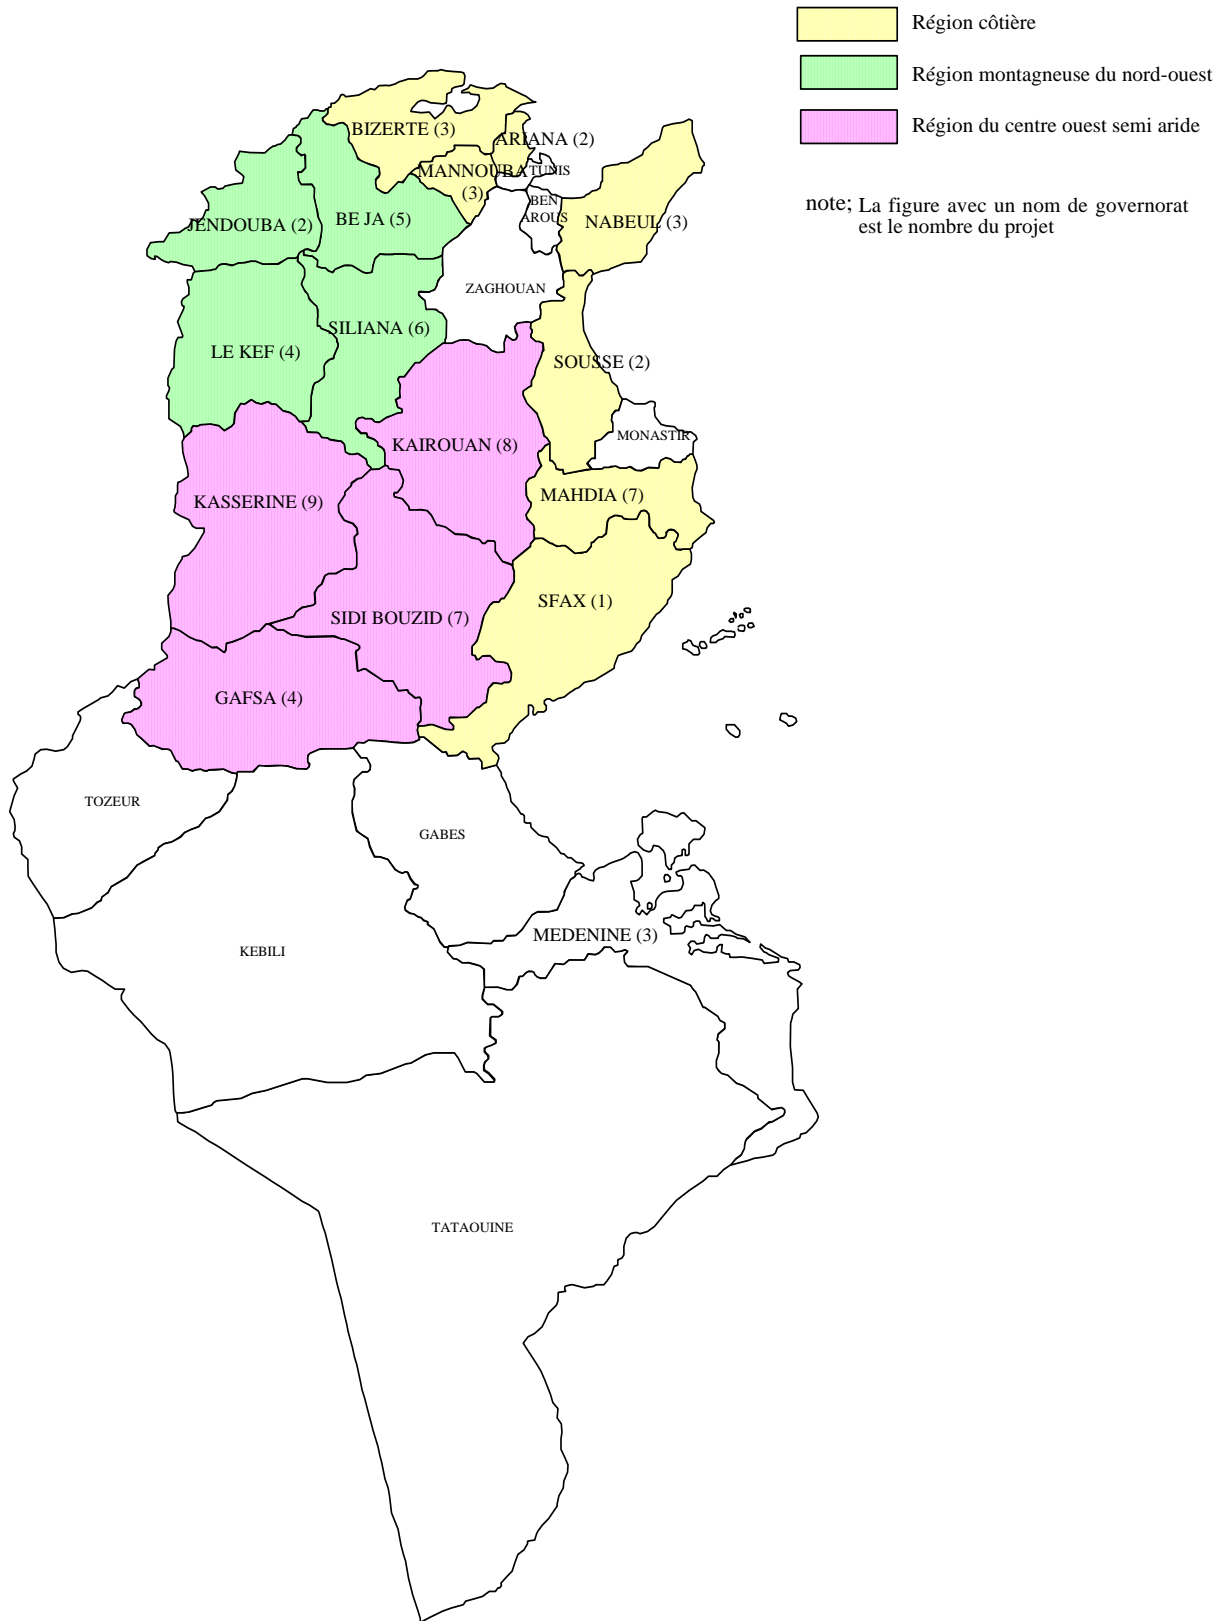 Région côtière
Région montagneuse du nord-ouest
Région du centre ouest semi aride
note; La figure avec un nom de governorat
est le nombre du projet
BIZERTE (3)
ARIANA (2)
MANNOUBA
(3)
TUNIS
BEN
AROUS
NABEUL (3)
JENDOUBA (2)
BE JA (5)
ZAGHOUAN
SILIANA (6)
LE KEF (4)
SOUSSE (2)
MONASTIR
KAIROUAN (8)
MAHDIA (7)
KASSERINE (9)
SFAX (1)
SIDI BOUZID (7)
GAFSA (4)
TOZEUR
GABES
MEDENINE (3)
KEBILI
TATAOUINE